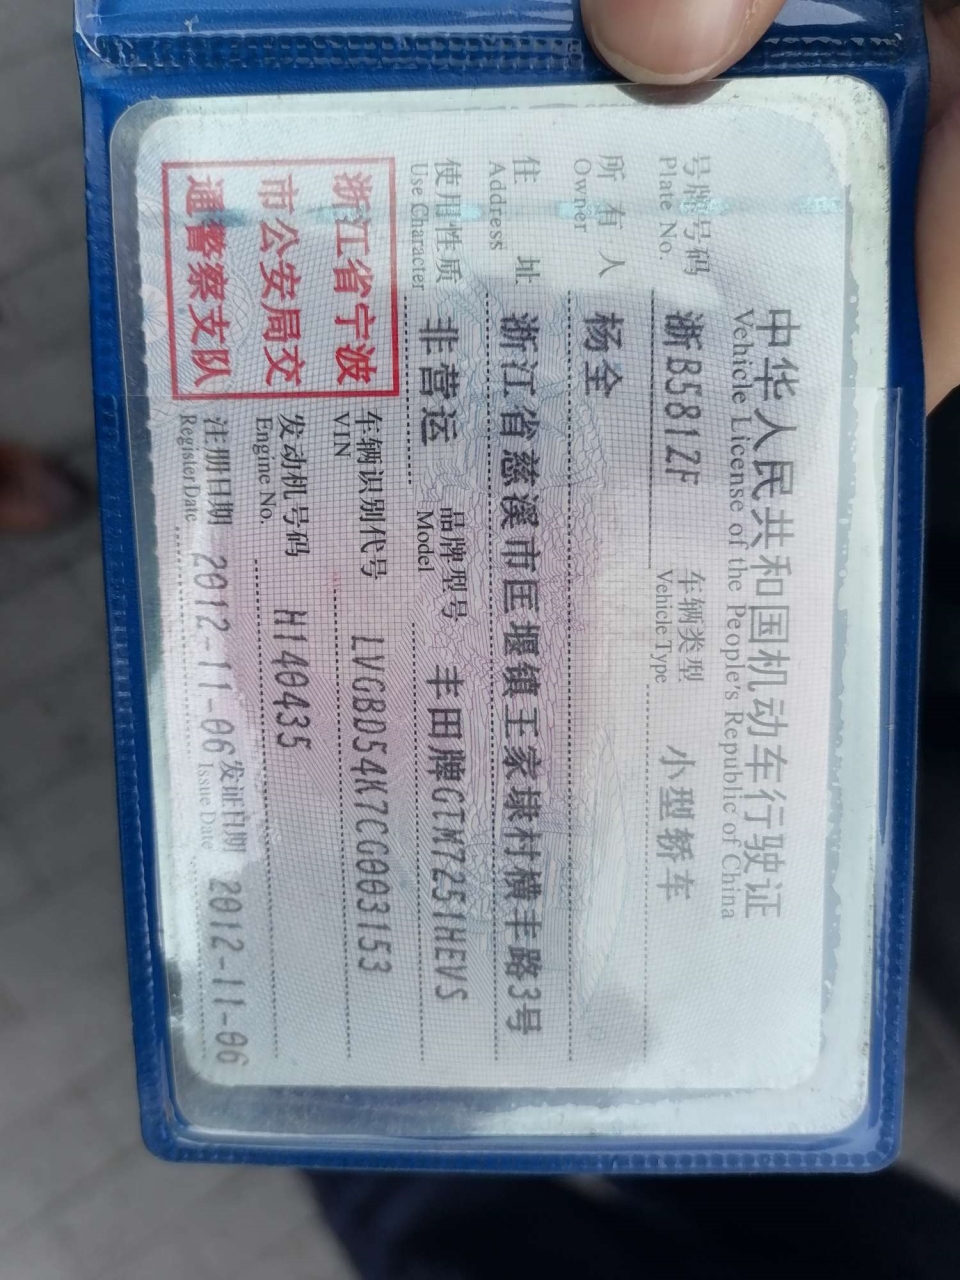 中华人民共和国机动车行驶证
Vehicle License of the People's Republic of China
号牌号码 浙B581ZF 车辆类型 小型轿车
Plate No. Vehicle Type
所有人 杨全
Owner
住址 浙江省慈溪市匡堰镇王家埭村横丰路3号
Address
使用性质 非营运 品牌型号 丰田牌GTM7251HEVS
Use Character Model
浙江省宁波
市公安局交
通警察支队
车辆识别代号 LVGBD54K7CG003153
VIN
发动机号码 H140435
Engine No.
注册日期 2012-11-06 发证日期 2012-11-06
Register Date Issue Date